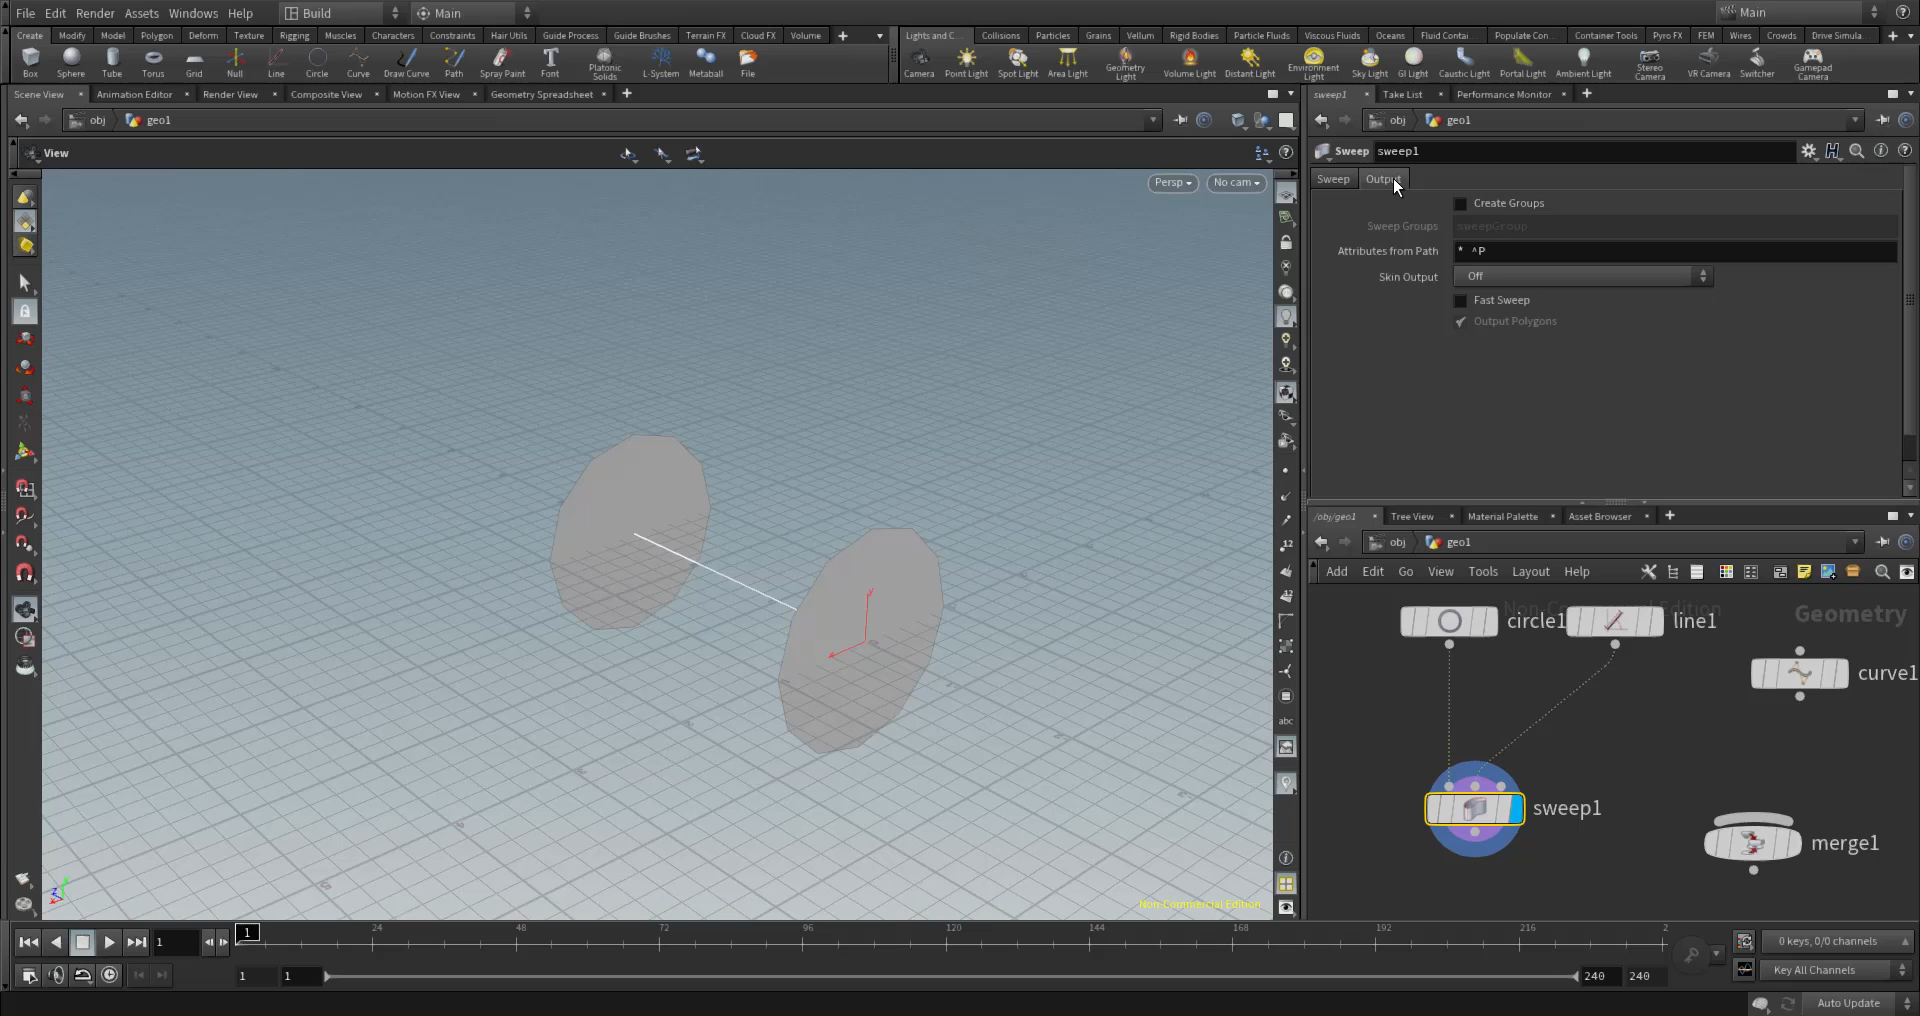 File Edit Render Assets Windows Help Build Main Main
Create Modify Model Polygon Deform Texture Rigging Muscles Characters Constraints Hair Utils Guide Process Guide Brushes Terrain FX Cloud FX Volume Lights and C... Collisions Particles Grains Vellum Rigid Bodies Particle Fluids Viscous Fluids Oceans Fluid Contai... Populate Con... Container Tools Pyro FX FEM Wires Crowds Drive Simula...
Box Sphere Tube Torus Grid Null Line Circle Curve Draw Curve Path Spray Paint Font Platonic Solids L-System Metaball File Camera Point Light Spot Light Area Light Geometry Light Volume Light Distant Light Environment Light Sky Light GI Light Caustic Light Portal Light Ambient Light Stereo Camera VR Camera Switcher Gamepad Camera
Scene View Animation Editor Render View Composite View Motion FX View Geometry Spreadsheet sweep1 Take List Performance Monitor
obj geo1 obj geo1
View Sweep sweep1
Persp No cam Sweep Output
Create Groups
Sweep Groups sweepGroup
Attributes from Path * ^P
Skin Output Off
Fast Sweep
Output Polygons
/obj/geo1 Tree View Material Palette Asset Browser
obj geo1
Add Edit Go View Tools Layout Help
Non-Commercial Edition Geometry
circle1 line1
curve1
sweep1
merge1
y
12
12
abc
Non-Commercial Edition
1 1 24 48 72 96 120 144 168 192 216 2
0 keys, 0/0 channels
1 1 240 240 Key All Channels
Auto Update